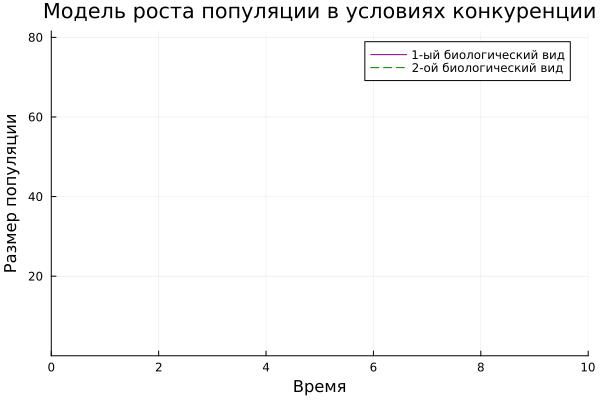 Модель роста популяции в условиях конкуренции
80
1-ый биологический вид
2-ой биологический вид
60
Размер популяции
40
20
0
0 2 4 6 8 10
Время